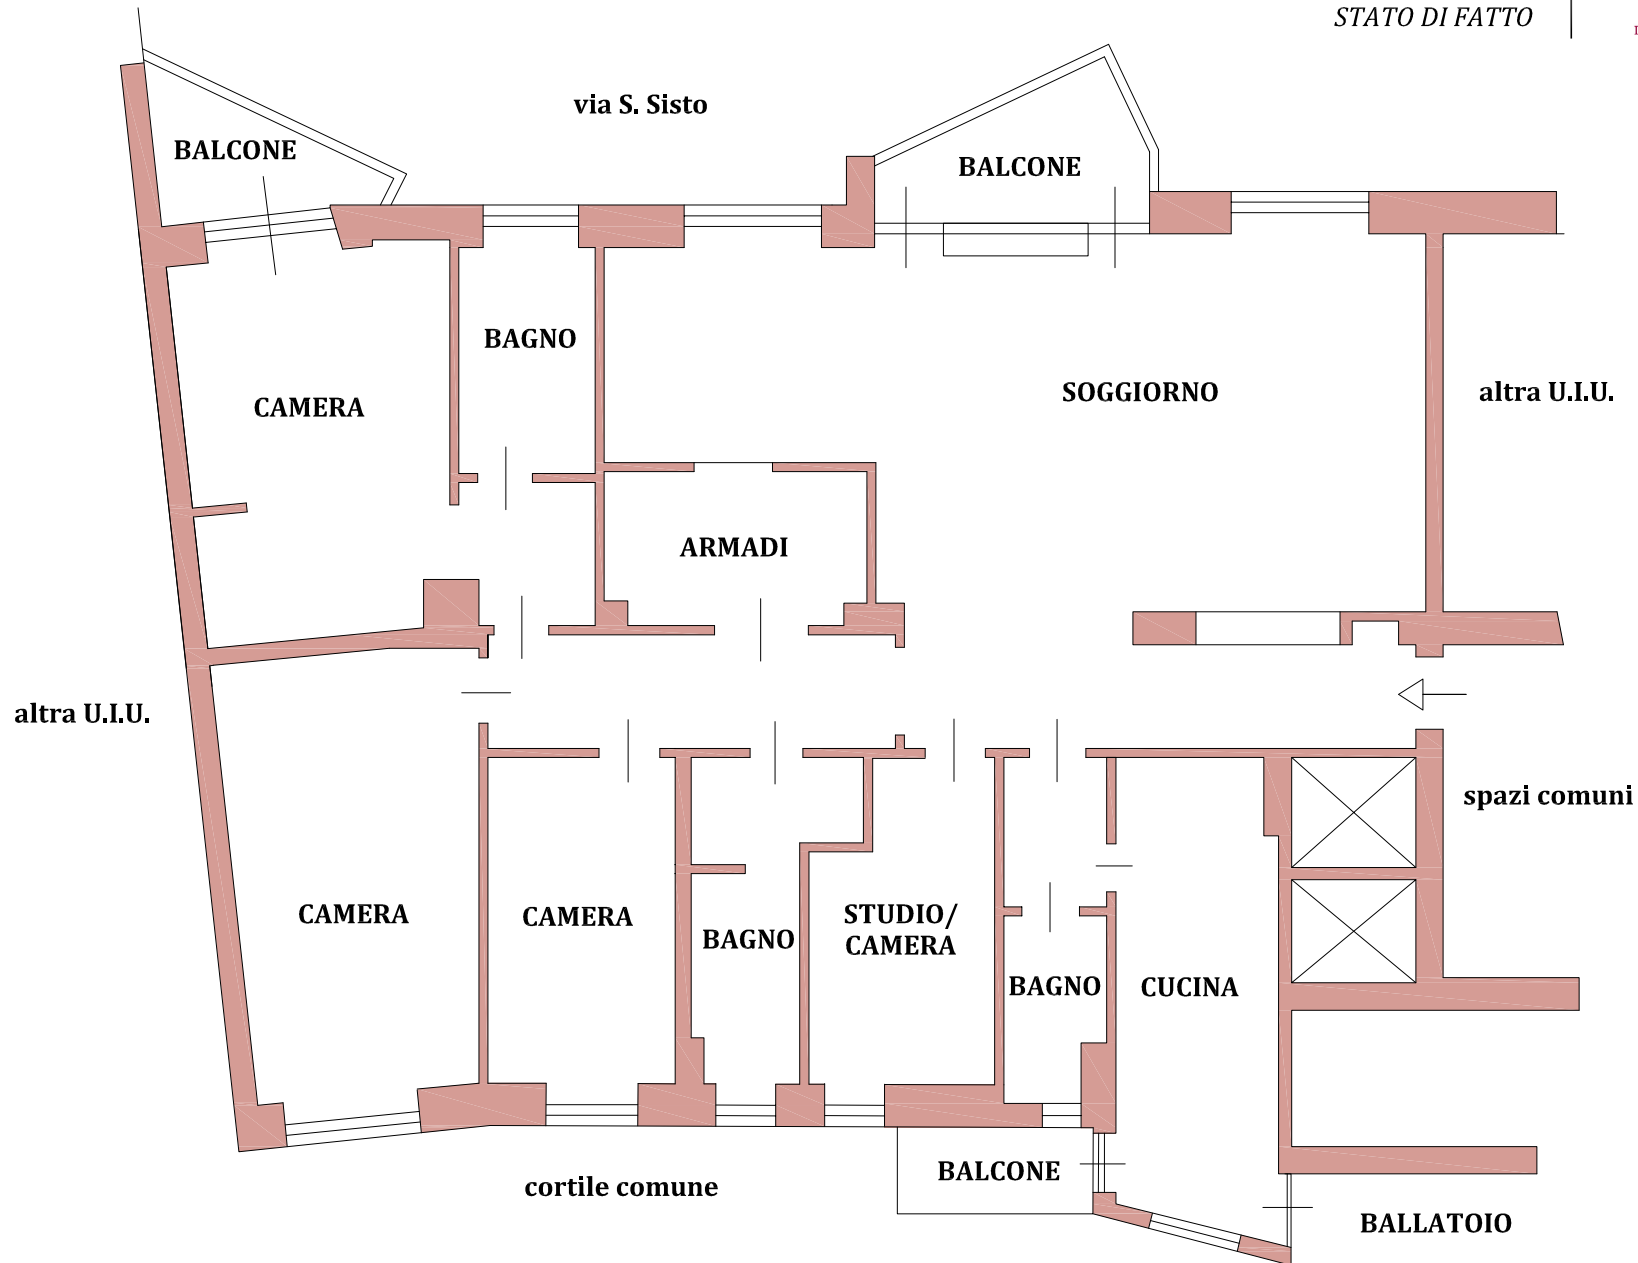 STATO DI FATTO
via S. Sisto
BALCONE
BALCONE
BAGNO
SOGGIORNO
altra U.I.U.
CAMERA
ARMADI
altra U.I.U.
spazi comuni
CAMERA
CAMERA
STUDIO/
CAMERA
BAGNO
BAGNO
CUCINA
BALCONE
cortile comune
BALLATOIO